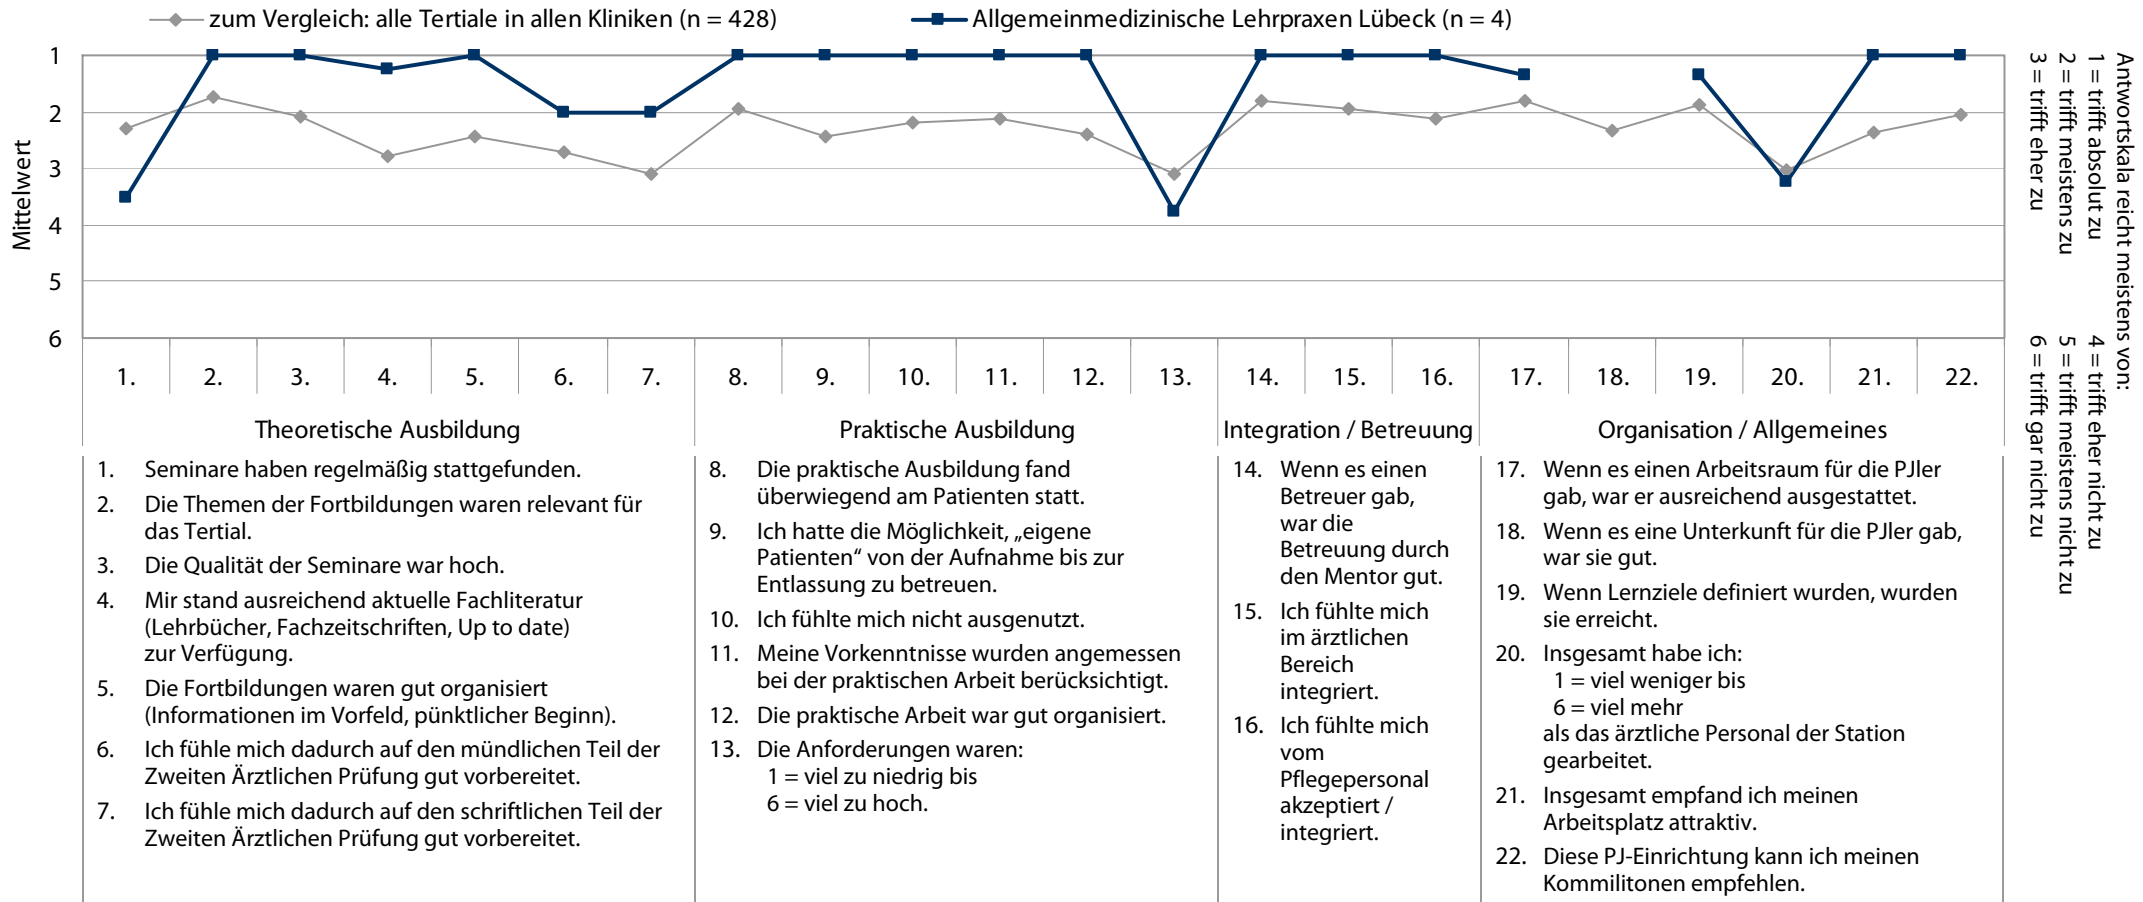 zum Vergleich: alle Tertiale in allen Kliniken (n = 428)
Allgemeinmedizinische Lehrpraxen Lübeck (n = 4)
Mittelwert
1
2
3
4
5
6
1. 2. 3. 4. 5. 6. 7. 8. 9. 10. 11. 12. 13. 14. 15. 16. 17. 18. 19. 20. 21. 22.
Theoretische Ausbildung
Praktische Ausbildung
Integration / Betreuung
Organisation / Allgemeines
1. Seminare haben regelmäßig stattgefunden.
2. Die Themen der Fortbildungen waren relevant für
das Tertial.
3. Die Qualität der Seminare war hoch.
4. Mir stand ausreichend aktuelle Fachliteratur
(Lehrbücher, Fachzeitschriften, Up to date)
zur Verfügung.
5. Die Fortbildungen waren gut organisiert
(Informationen im Vorfeld, pünktlicher Beginn).
6. Ich fühle mich dadurch auf den mündlichen Teil der
Zweiten Ärztlichen Prüfung gut vorbereitet.
7. Ich fühle mich dadurch auf den schriftlichen Teil der
Zweiten Ärztlichen Prüfung gut vorbereitet.
8. Die praktische Ausbildung fand
überwiegend am Patienten statt.
9. Ich hatte die Möglichkeit, „eigene
Patienten“ von der Aufnahme bis zur
Entlassung zu betreuen.
10. Ich fühlte mich nicht ausgenutzt.
11. Meine Vorkenntnisse wurden angemessen
bei der praktischen Arbeit berücksichtigt.
12. Die praktische Arbeit war gut organisiert.
13. Die Anforderungen waren:
1 = viel zu niedrig bis
6 = viel zu hoch.
14. Wenn es einen
Betreuer gab,
war die
Betreuung durch
den Mentor gut.
15. Ich fühlte mich
im ärztlichen
Bereich
integriert.
16. Ich fühlte mich
vom
Pflegepersonal
akzeptiert /
integriert.
17. Wenn es einen Arbeitsraum für die PJler
gab, war er ausreichend ausgestattet.
18. Wenn es eine Unterkunft für die PJler gab,
war sie gut.
19. Wenn Lernziele definiert wurden, wurden
sie erreicht.
20. Insgesamt habe ich:
1 = viel weniger bis
6 = viel mehr
als das ärztliche Personal der Station
gearbeitet.
21. Insgesamt empfand ich meinen
Arbeitsplatz attraktiv.
22. Diese PJ-Einrichtung kann ich meinen
Kommilitonen empfehlen.
Antwortskala reicht meistens von:
1 = trifft absolut zu
2 = trifft meistens zu
3 = trifft eher zu
4 = trifft eher nicht zu
5 = trifft meistens nicht zu
6 = trifft gar nicht zu